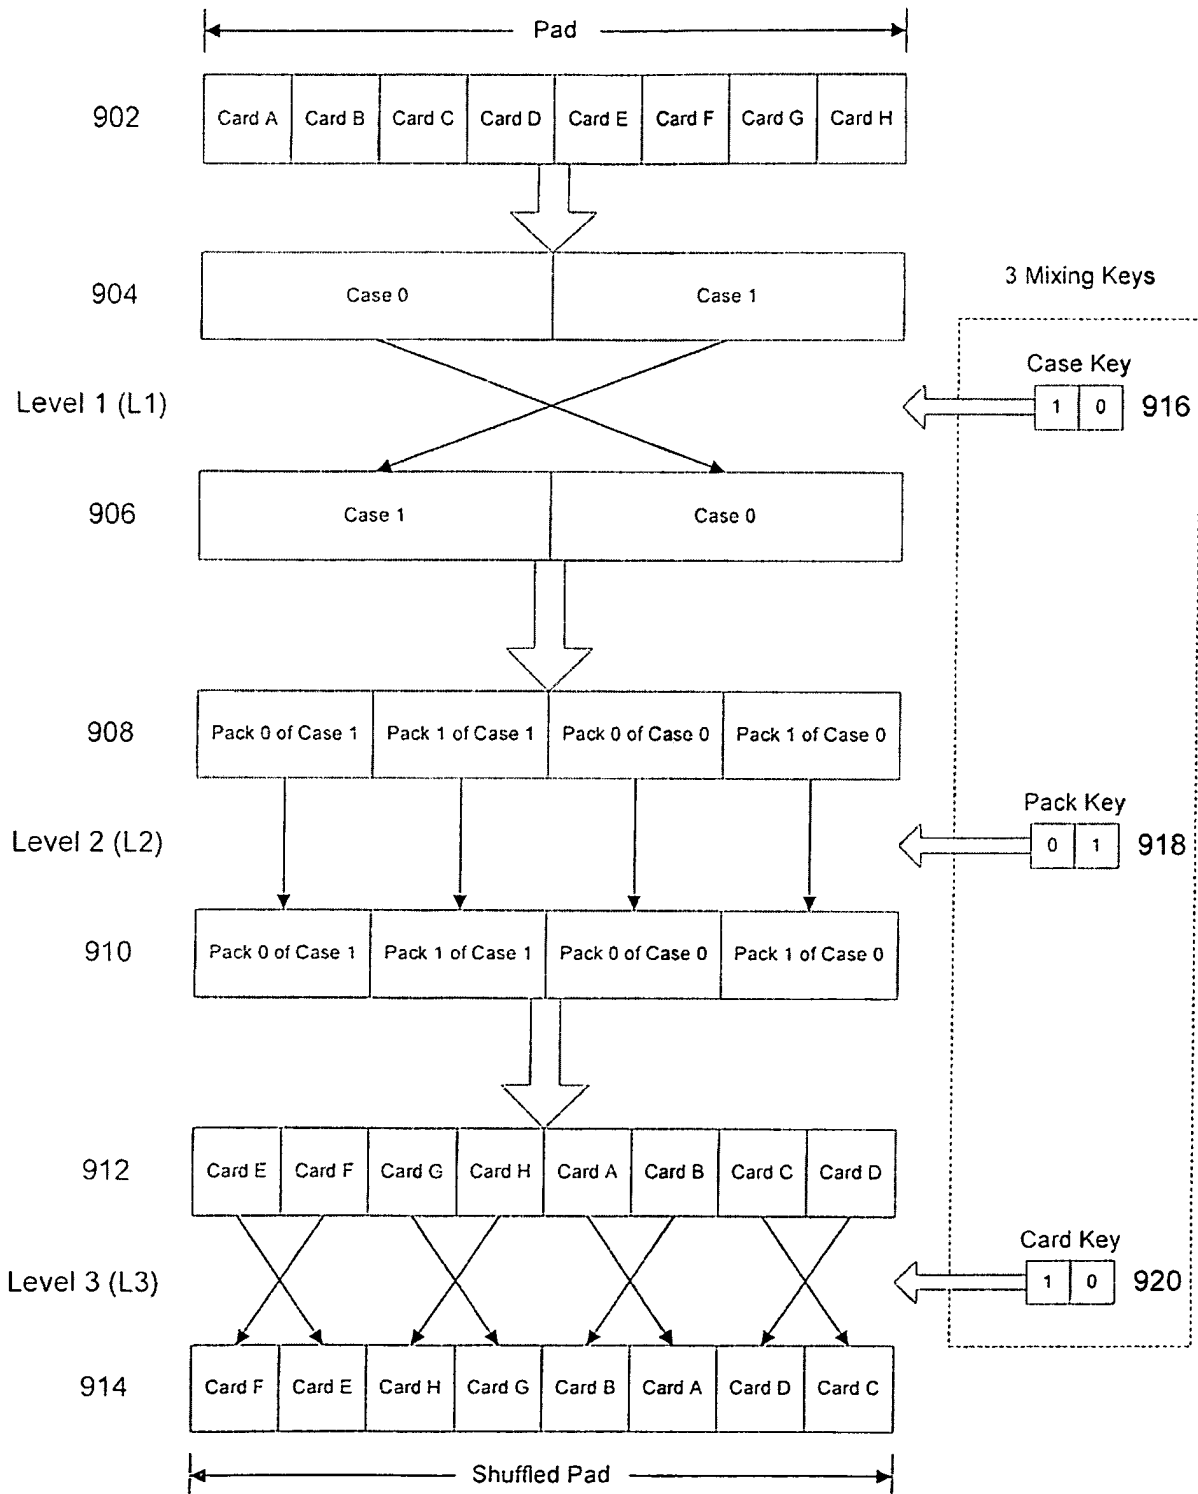 Pad
902 Card A Card B Card C Card D Card E Card F Card G Card H
904 Case 0 Case 1
3 Mixing Keys
Case Key
Level 1 (L1) 1 0 916
906 Case 1 Case 0
908 Pack 0 of Case 1 Pack 1 of Case 1 Pack 0 of Case 0 Pack 1 of Case 0
Pack Key
Level 2 (L2) 0 1 918
910 Pack 0 of Case 1 Pack 1 of Case 1 Pack 0 of Case 0 Pack 1 of Case 0
912 Card E Card F Card G Card H Card A Card B Card C Card D
Card Key
Level 3 (L3) 1 0 920
914 Card F Card E Card H Card G Card B Card A Card D Card C
Shuffled Pad